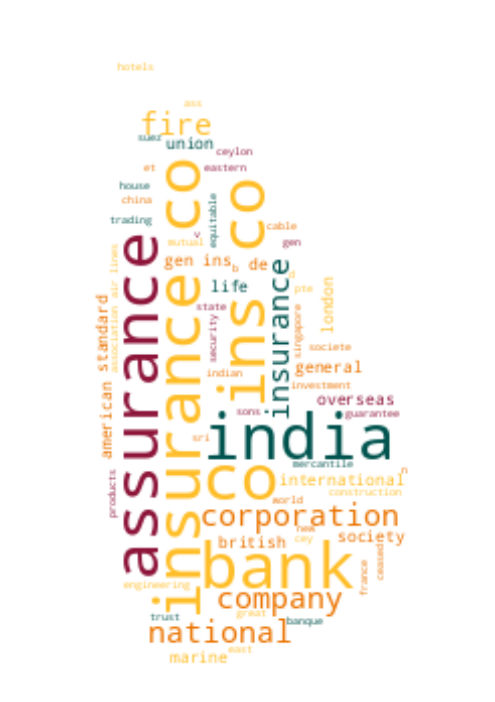 hotels
ass
fire
suez
union
ceylon
et
eastern
house
china
equitable
trading
cable
v
mutual
gen
gen ins
b
de
d
life
pte
insurance co
ins co
assurance
insurance
london
air lines
association
state
security
singapore
american standard
societe
general
indian
investment
overseas
sons
guarantee
india
sri
mercantile
n
co
international
construction
products
world
corporation
new
cey
british
society
bank
ceased
france
engineering
company
great
trust
banque
national
east
marine